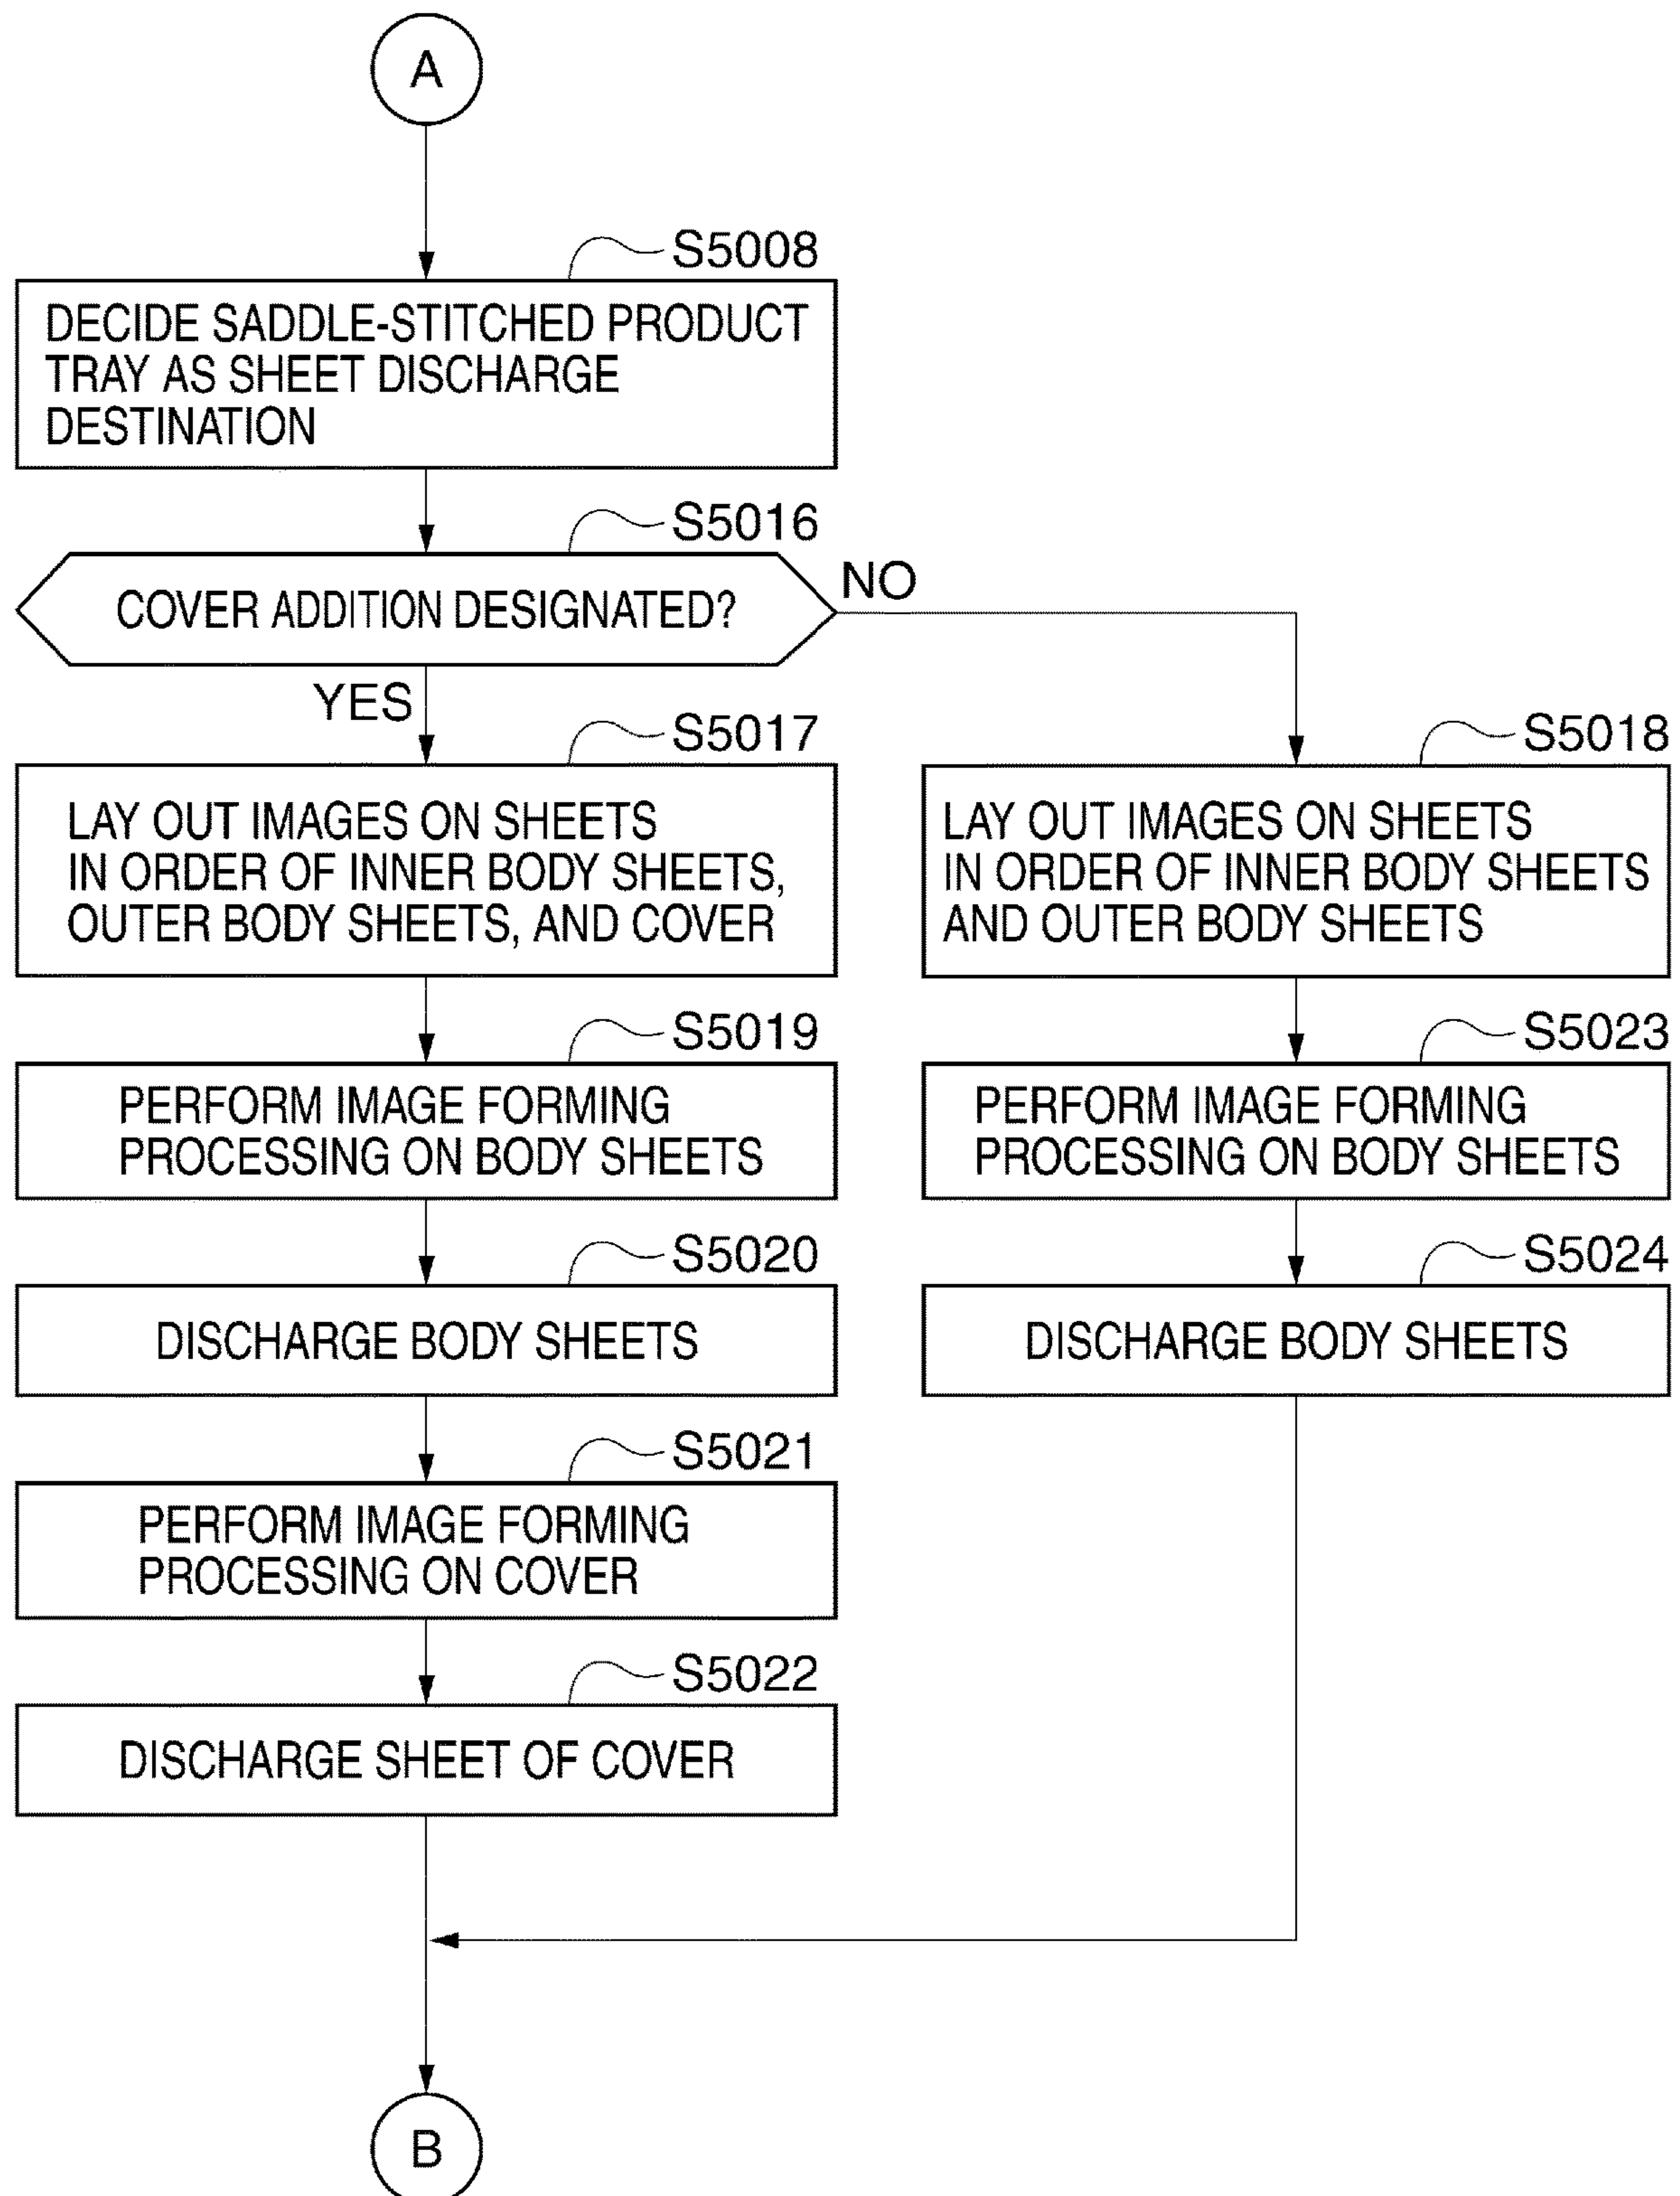 A
S5008
DECIDE SADDLE-STITCHED PRODUCT
TRAY AS SHEET DISCHARGE
DESTINATION
S5016
COVER ADDITION DESIGNATED?
NO
YES
S5017
LAY OUT IMAGES ON SHEETS
IN ORDER OF INNER BODY SHEETS,
OUTER BODY SHEETS, AND COVER
S5018
LAY OUT IMAGES ON SHEETS
IN ORDER OF INNER BODY SHEETS
AND OUTER BODY SHEETS
S5019
PERFORM IMAGE FORMING
PROCESSING ON BODY SHEETS
S5023
PERFORM IMAGE FORMING
PROCESSING ON BODY SHEETS
S5020
DISCHARGE BODY SHEETS
S5024
DISCHARGE BODY SHEETS
S5021
PERFORM IMAGE FORMING
PROCESSING ON COVER
S5022
DISCHARGE SHEET OF COVER
B